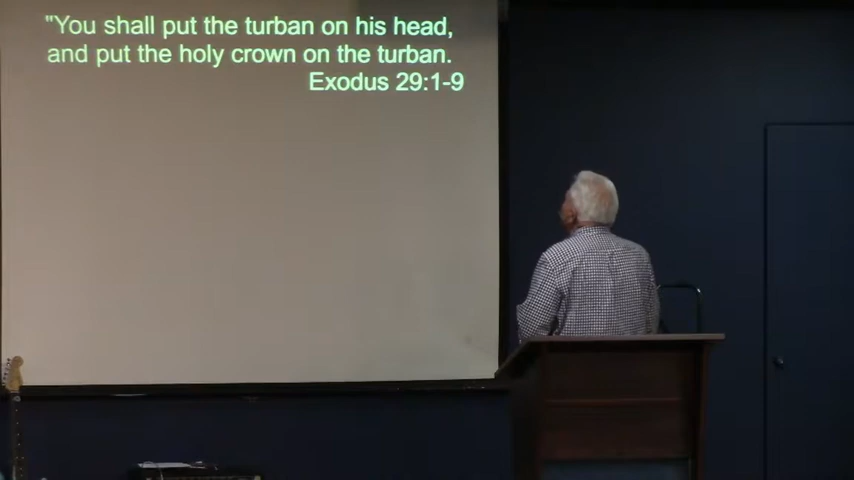 "You shall put the turban on his head,
and put the holy crown on the turban.
Exodus 29:1-9